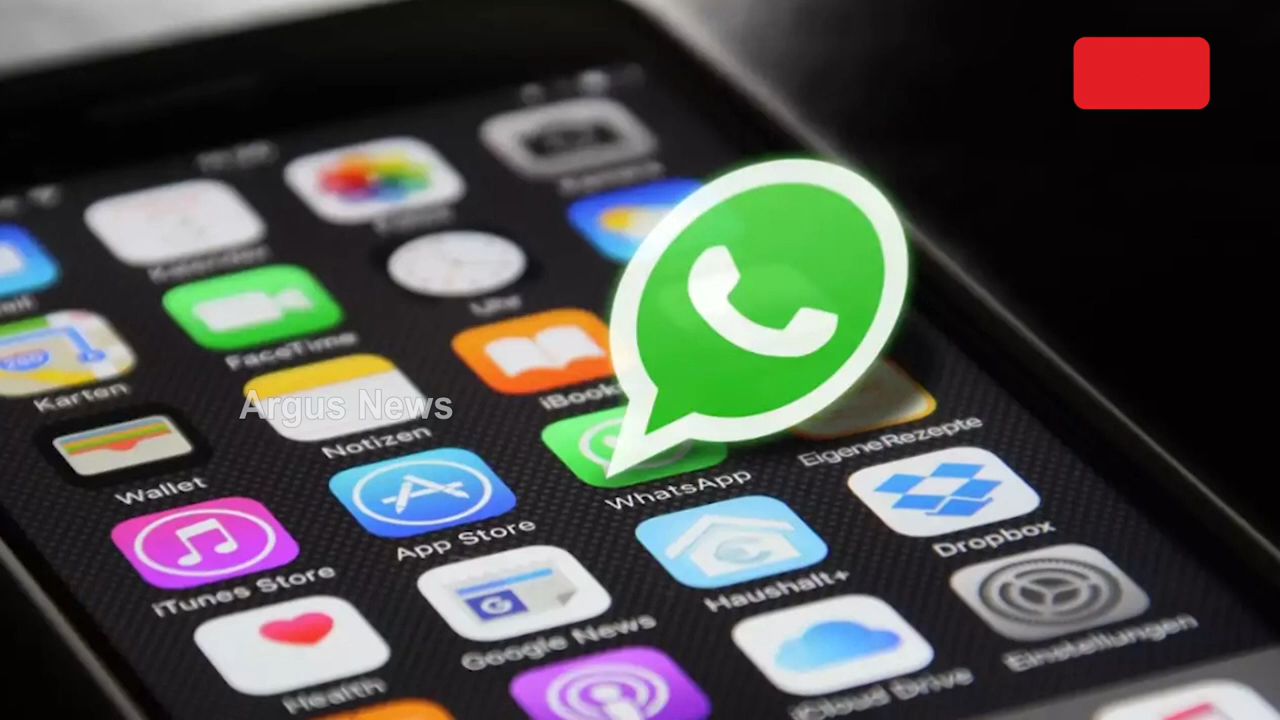 Kalender
Uhr
FaceTime
Karten
iBooks
Argus News
Notizen
EigeneRezepte
Wallet
WhatsApp
App Store
Dropbox
iTunes Store
Haushalt+
Google News
Einstellungen
Health
iCloud Drive